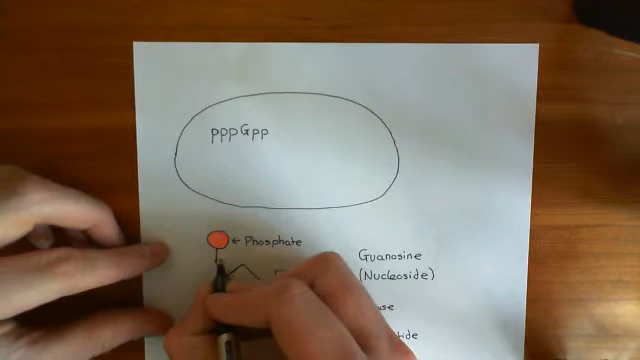 pppGpp
← Phosphate
Guanosine
(Nucleoside)